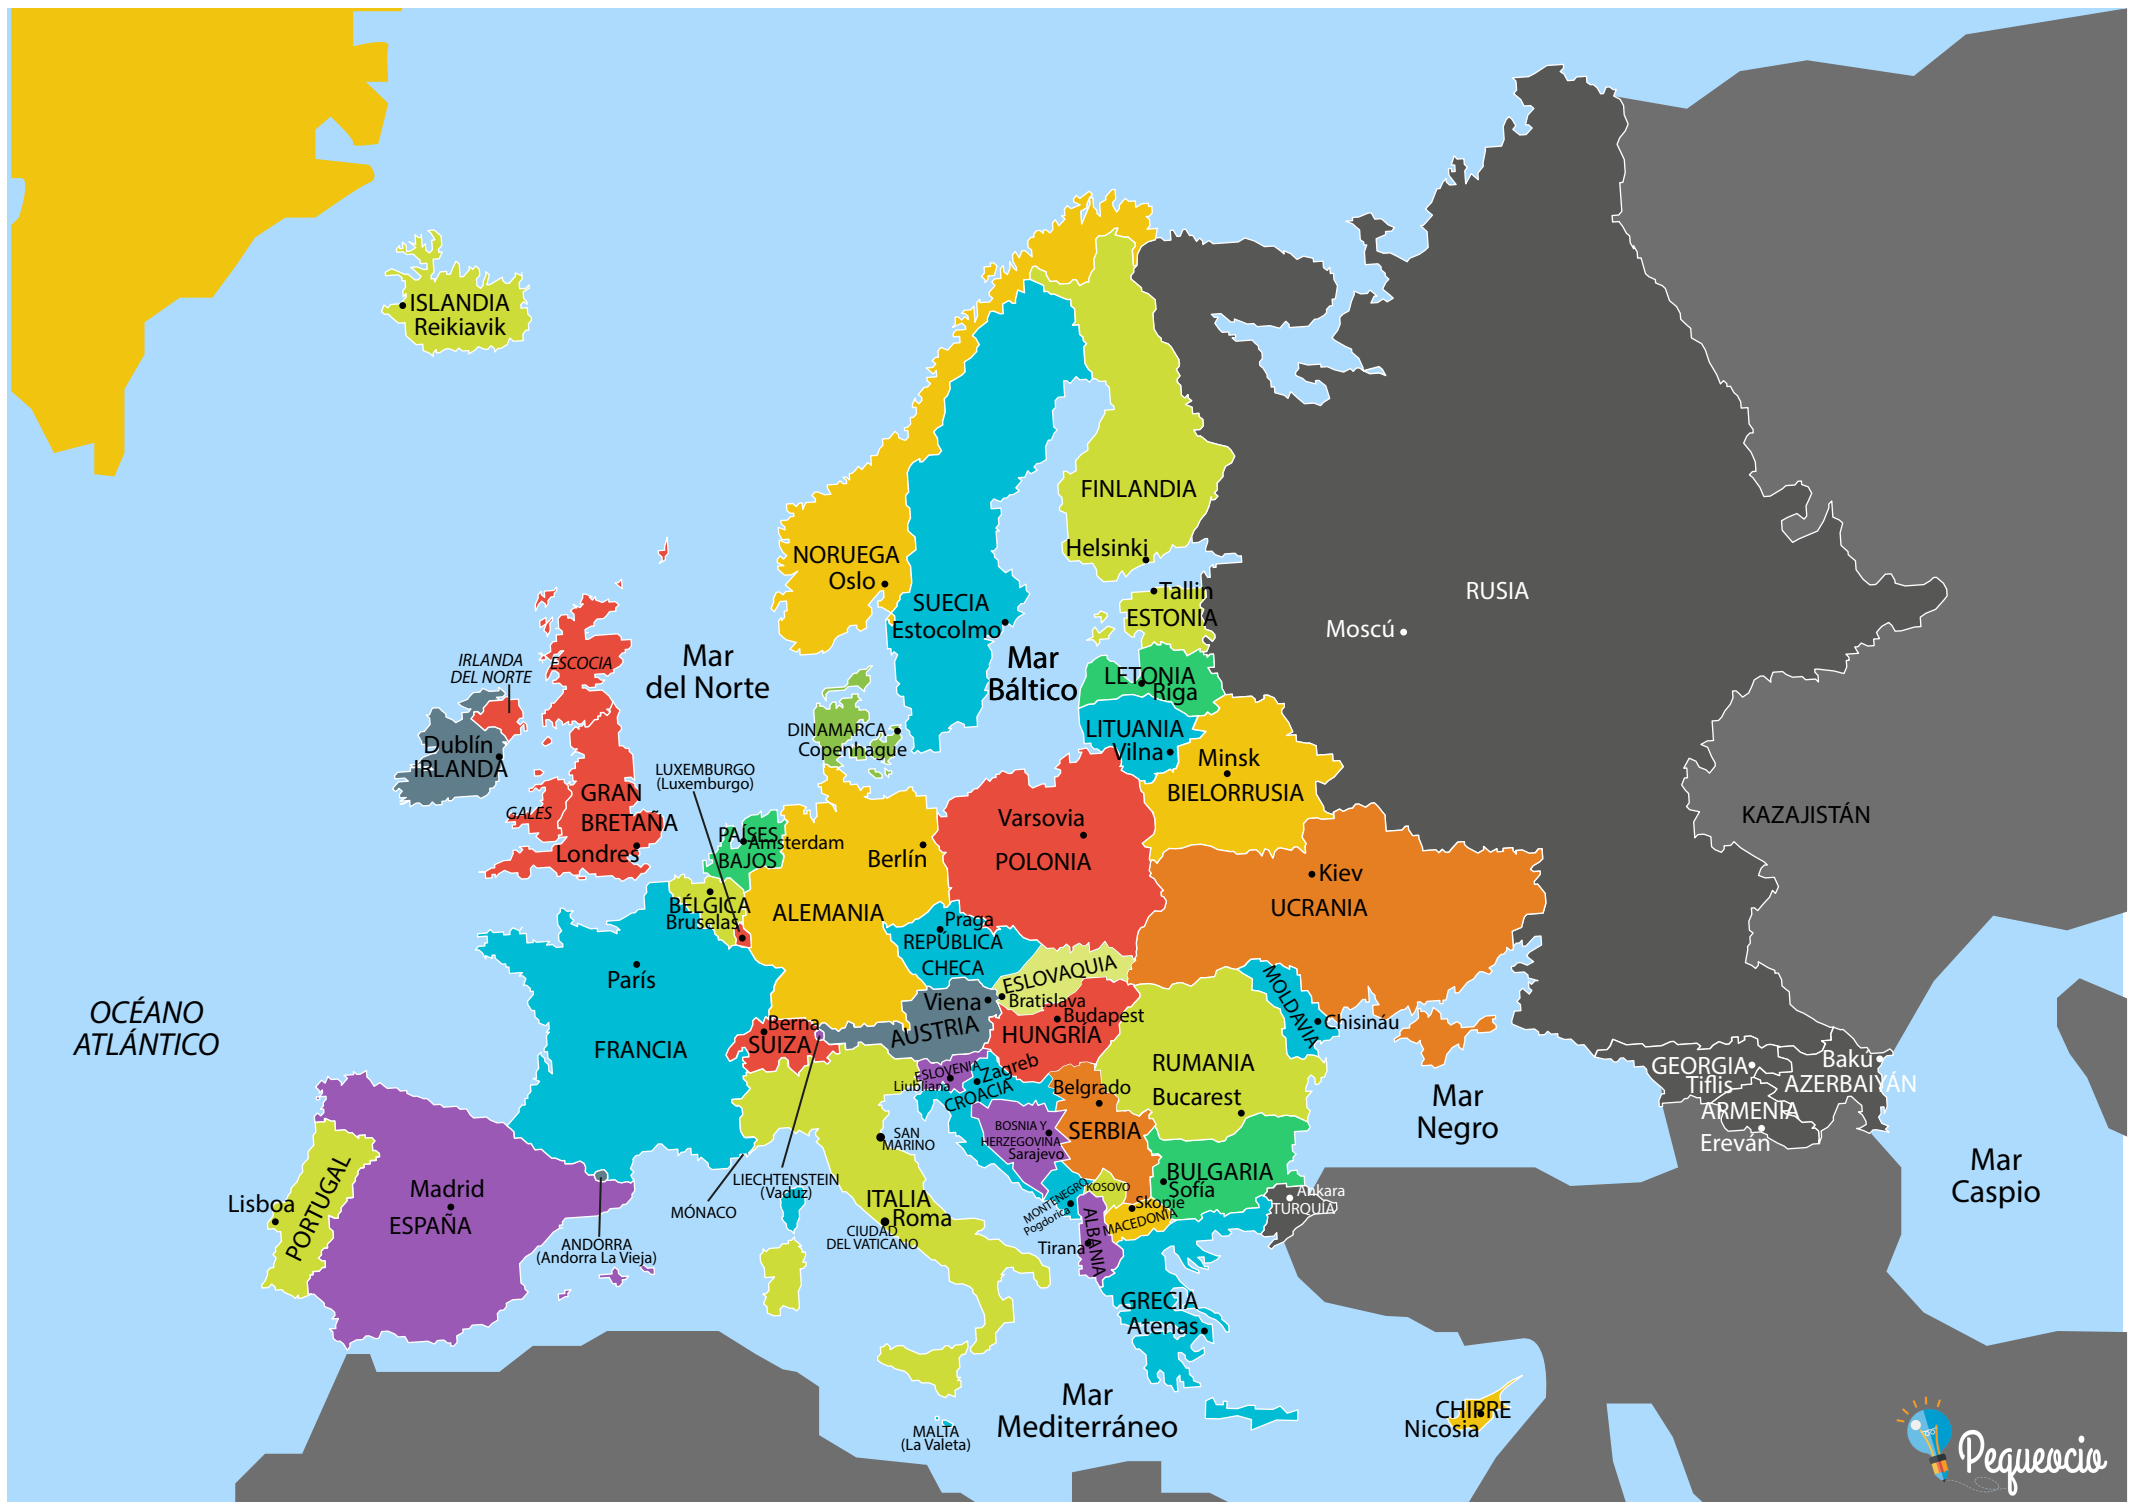 ISLANDIA
Reikiavik
FINLANDIA
Helsinki
NORUEGA
Oslo
SUECIA
Estocolmo
Tallin
ESTONIA
RUSIA
Moscú
Mar
del Norte
Mar
Báltico
IRLANDA
DEL NORTE
ESCOCIA
LETONIA
Riga
DINAMARCA
Copenhague
LITUANIA
Vilna
Dublín
IRLANDA
Minsk
BIELORRUSIA
LUXEMBURGO
(Luxemburgo)
GRAN
BRETAÑA
GALES
Londres
PAÍSES
BAJOS
Amsterdam
Berlín
ALEMANIA
Varsovia
POLONIA
KAZAJISTÁN
Kiev
UCRANIA
BÉLGICA
Bruselas
Praga
REPÚBLICA
CHECA
París
FRANCIA
ESLOVAQUIA
Bratislava
Viena
AUSTRIA
Budapest
HUNGRÍA
MOLDAVIA
Chisináu
OCÉANO
ATLÁNTICO
Berna
SUIZA
ESLOVENIA
Liubliana
Zagreb
CROACIA
RUMANIA
Bucarest
Belgrado
SERBIA
GEORGIA
Tiflis
Bakú
AZERBAIYÁN
ARMENIA
Ereván
Mar
Negro
Mar
Caspio
SAN
MARINO
BOSNIA Y
HERZEGOVINA
Sarajevo
PORTUGAL
Lisboa
Madrid
ESPAÑA
LIECHTENSTEIN
(Vaduz)
MÓNACO
ITALIA
Roma
CIUDAD
DEL VATICANO
ANDORRA
(Andorra La Vieja)
MONTENEGRO
Pogdorica
KOSOVO
BULGARIA
Sofía
Skopie
MACEDONIA
ALBANIA
Tirana
Ankara
TURQUÍA
GRECIA
Atenas
MALTA
(La Valeta)
Mar
Mediterráneo
CHIPRE
Nicosia
Pequeocio